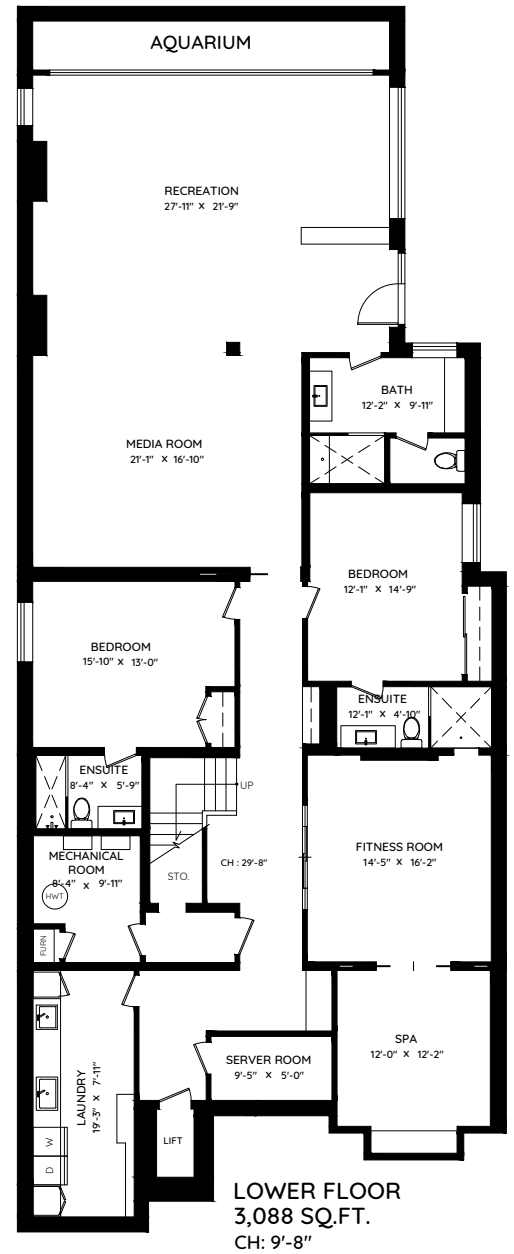 AQUARIUM
RECREATION
27'-11" x 21'-9"
BATH
12'-2" x 9'-11"
MEDIA ROOM
21'-1" x 16'-10"
BEDROOM
12'-1" x 14'-9"
BEDROOM
15'-10" x 13'-0"
ENSUITE
12'-1" x 4'-10"
ENSUITE
8'-4" x 5'-9"
UP
CH : 29'-8"
STO.
FITNESS ROOM
14'-5" x 16'-2"
MECHANICAL
ROOM
8'-4" x 9'-11"
HWT
FURN
SPA
12'-0" x 12'-2"
SERVER ROOM
9'-5" x 5'-0"
LAUNDRY
19'-3" x 7'-11"
W
D
LIFT
LOWER FLOOR
3,088 SQ.FT.
CH: 9'-8"